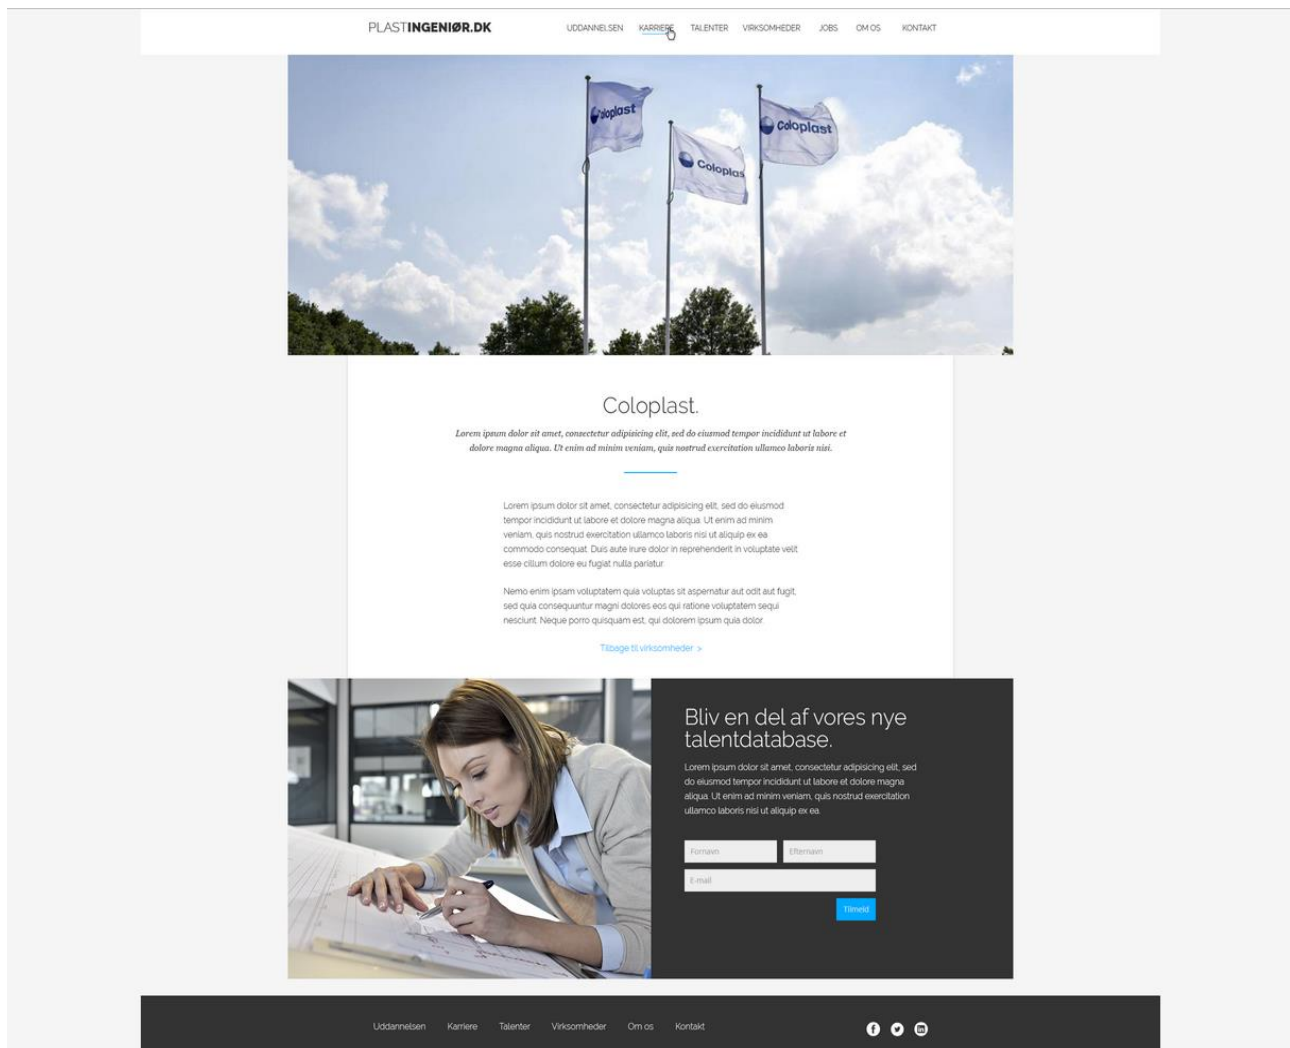 PLASTINGENIØR.DK
UDDANNELSEN KARRIERE TALENTER VIRKSOMHEDER JOBS OM OS KONTAKT
Coloplast
Coloplas
Coloplast
Coloplast.
Lorem ipsum dolor sit amet, consectetur adipisicing elit, sed do eiusmod tempor incididunt ut labore et
dolore magna aliqua. Ut enim ad minim veniam, quis nostrud exercitation ullamco laboris nisi.
Lorem ipsum dolor sit amet, consectetur adipisicing elit, sed do eiusmod
tempor incididunt ut labore et dolore magna aliqua. Ut enim ad minim
veniam, quis nostrud exercitation ullamco laboris nisi ut aliquip ex ea
commodo consequat. Duis aute irure dolor in reprehenderit in voluptate velit
esse cillum dolore eu fugiat nulla pariatur
Nemo enim ipsam voluptatem quia voluptas sit aspernatur aut odit aut fugit,
sed quia consequuntur magni dolores eos qui ratione voluptatem sequi
nesciunt. Neque porro quisquam est, qui dolorem ipsum quia dolor
Tilbage til virksomheder >
Bliv en del af vores nye
talentdatabase.
Lorem ipsum dolor sit amet, consectetur adipisicing elit, sed
do eiusmod tempor incididunt ut labore et dolore magna
aliqua. Ut enim ad minim veniam, quis nostrud exercitation
ullamco laboris nisi ut aliquip ex ea.
Fornavn Efternavn
E-mail
Tilmeld
Uddannelsen Karriere Talenter Virksomheder Om os Kontakt